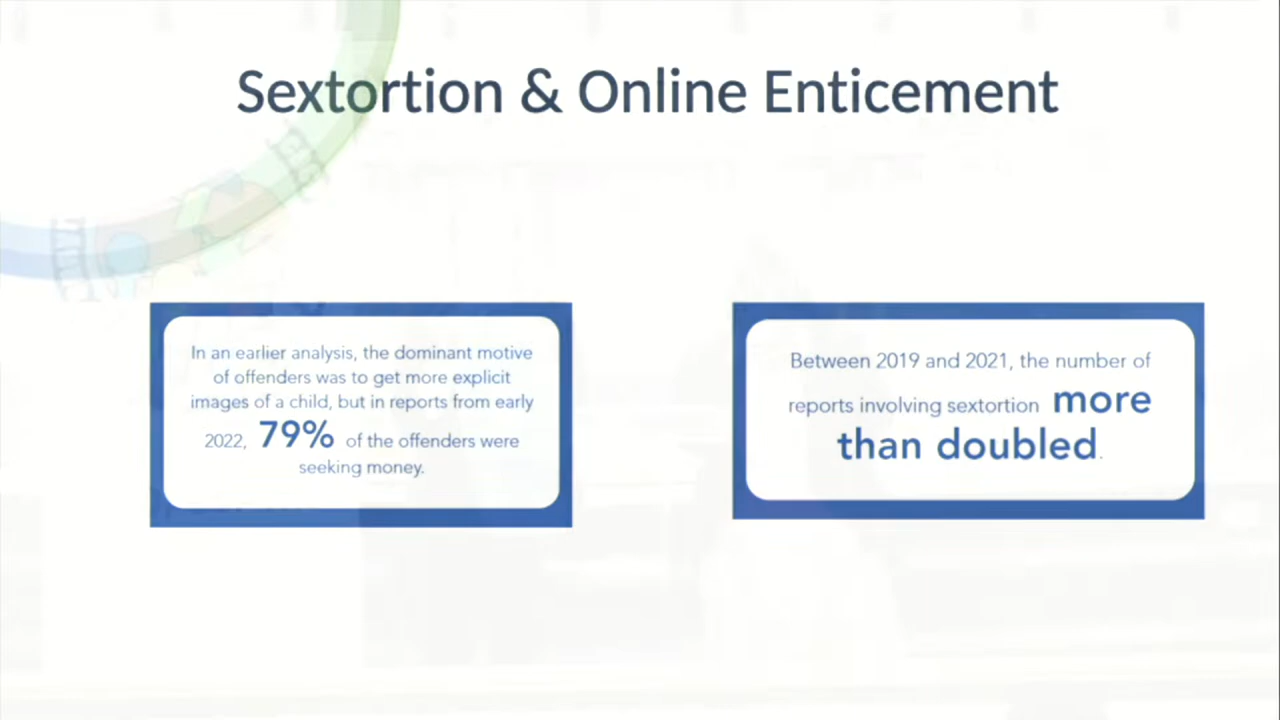 Sextortion & Online Enticement
In an earlier analysis, the dominant motive
of offenders was to get more explicit
images of a child, but in reports from early
2022, 79% of the offenders were
seeking money.
Between 2019 and 2021, the number of
reports involving sextortion more
than doubled.